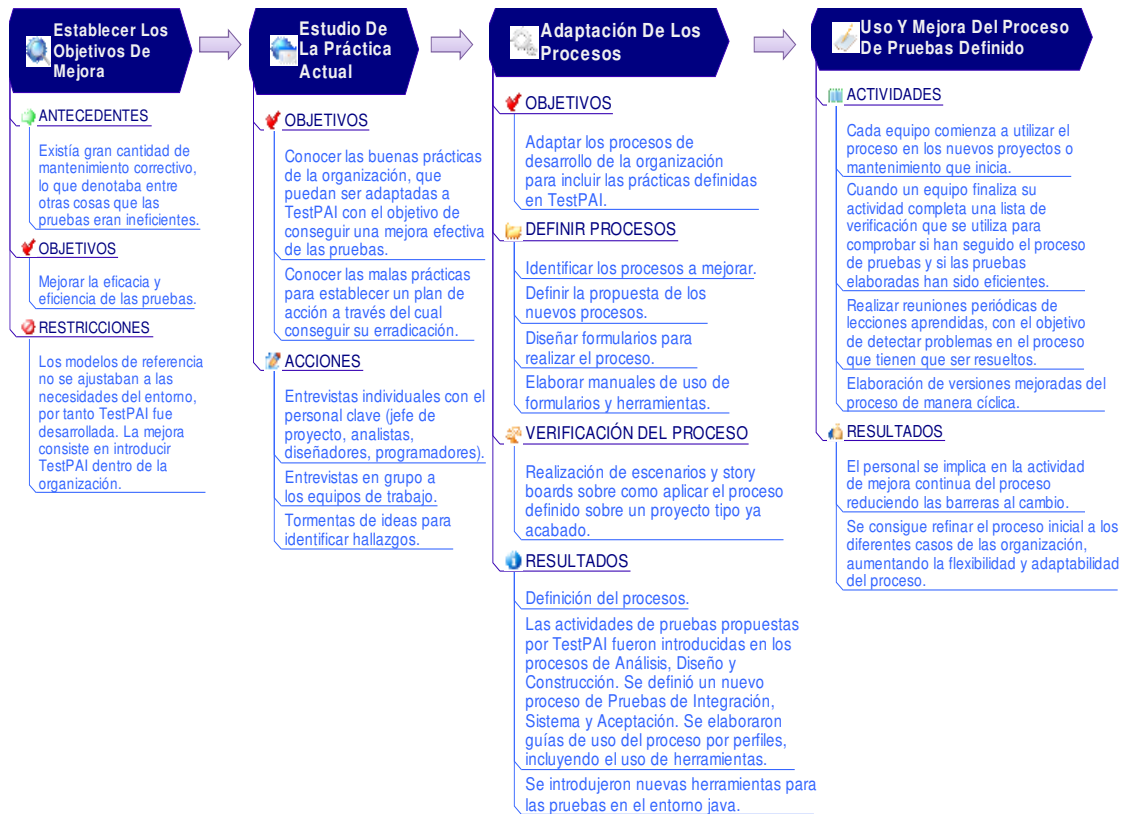 Establecer Los
Objetivos De
Mejora
ANTECEDENTES
Existía gran cantidad de
mantenimiento correctivo,
lo que denotaba entre
otras cosas que las
pruebas eran ineficientes.
OBJETIVOS
Mejorar la eficacia y
eficiencia de las pruebas.
RESTRICCIONES
Los modelos de referencia
no se ajustaban a las
necesidades del entorno,
por tanto TestPAI fue
desarrollada. La mejora
consiste en introducir
TestPAI dentro de la
organización.
Estudio De
La Práctica
Actual
OBJETIVOS
Conocer las buenas prácticas
de la organización, que
puedan ser adaptadas a
TestPAI con el objetivo de
conseguir una mejora efectiva
de las pruebas.
Conocer las malas prácticas
para establecer un plan de
acción a través del cual
conseguir su erradicación.
ACCIONES
Entrevistas individuales con el
personal clave (jefe de
proyecto, analistas,
diseñadores, programadores).
Entrevistas en grupo a
los equipos de trabajo.
Tormentas de ideas para
identificar hallazgos.
Adaptación De Los
Procesos
OBJETIVOS
Adaptar los procesos de
desarrollo de la organización
para incluir las prácticas definidas
en TestPAI.
DEFINIR PROCESOS
Identificar los procesos a mejorar.
Definir la propuesta de los
nuevos procesos.
Diseñar formularios para
realizar el proceso.
Elaborar manuales de uso de
formularios y herramientas.
VERIFICACIÓN DEL PROCESO
Realización de escenarios y story
boards sobre como aplicar el proceso
definido sobre un proyecto tipo ya
acabado.
RESULTADOS
Definición del procesos.
Las actividades de pruebas propuestas
por TestPAI fueron introducidas en los
procesos de Análisis, Diseño y
Construcción. Se definió un nuevo
proceso de Pruebas de Integración,
Sistema y Aceptación. Se elaboraron
guías de uso del proceso por perfiles,
incluyendo el uso de herramientas.
Se introdujeron nuevas herramientas para
las pruebas en el entorno java.
Uso Y Mejora Del Proceso
De Pruebas Definido
ACTIVIDADES
Cada equipo comienza a utilizar el
proceso en los nuevos proyectos o
mantenimiento que inicia.
Cuando un equipo finaliza su
actividad completa una lista de
verificación que se utiliza para
comprobar si han seguido el proceso
de pruebas y si las pruebas
elaboradas han sido eficientes.
Realizar reuniones periódicas de
lecciones aprendidas, con el objetivo
de detectar problemas en el proceso
que tienen que ser resueltos.
Elaboración de versiones mejoradas del
proceso de manera cíclica.
RESULTADOS
El personal se implica en la actividad
de mejora continua del proceso
reduciendo las barreras al cambio.
Se consigue refinar el proceso inicial a los
diferentes casos de las organización,
aumentando la flexibilidad y adaptabilidad
del proceso.